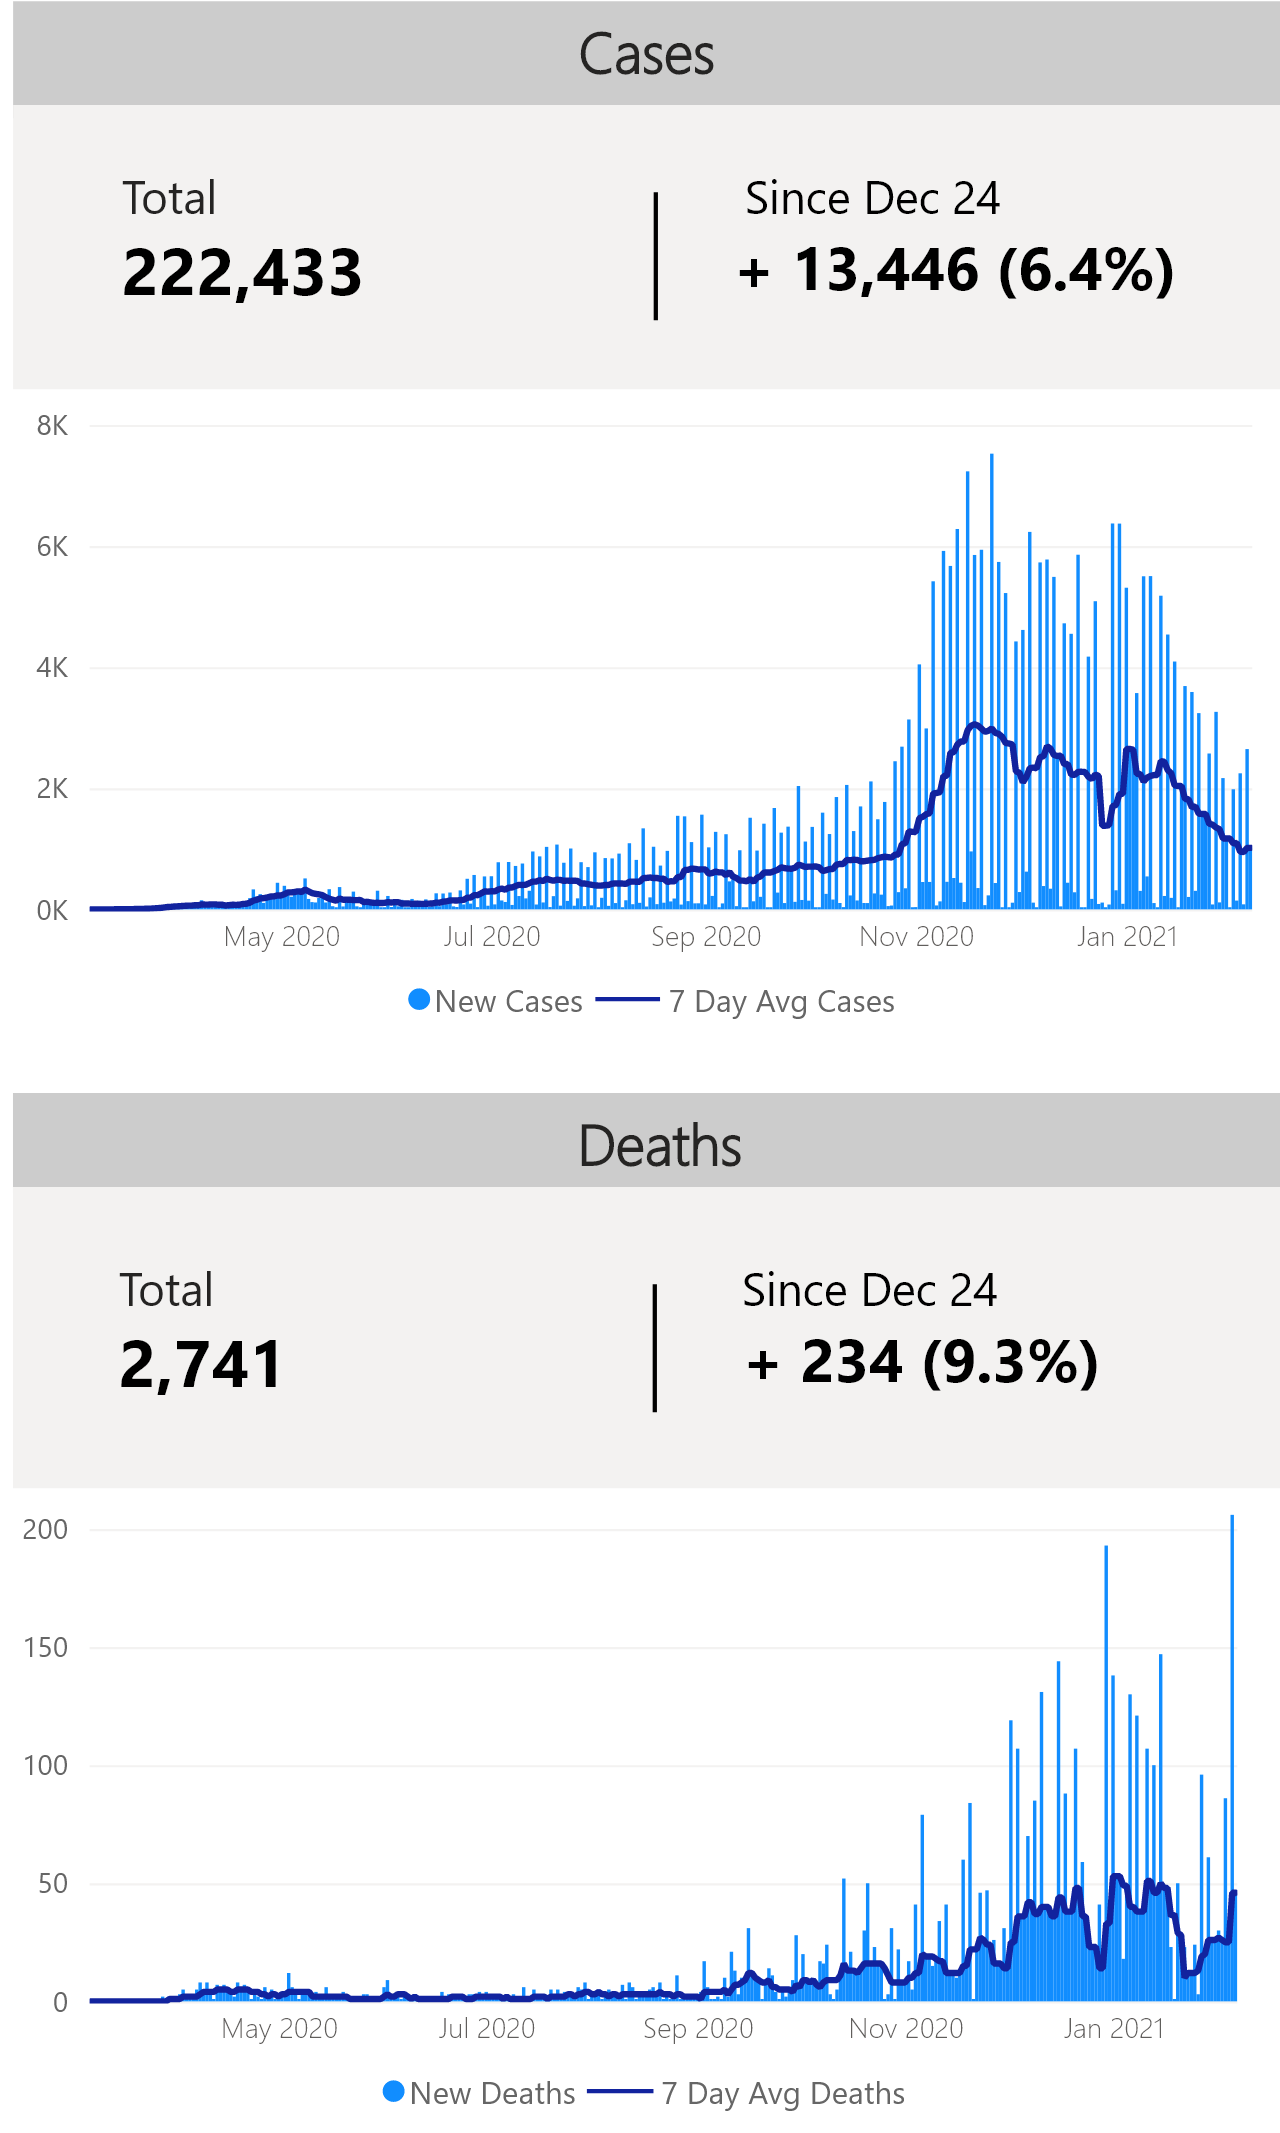 Cases
Total
Since Dec 24
222,433
+ 13,446 (6.4%)
8K
6K
4K
2K
0K
May 2020 Jul 2020 Sep 2020 Nov 2020 Jan 2021
New Cases 7 Day Avg Cases
Deaths
Total
Since Dec 24
2,741
+ 234 (9.3%)
200
150
100
50
0
May 2020 Jul 2020 Sep 2020 Nov 2020 Jan 2021
New Deaths 7 Day Avg Deaths